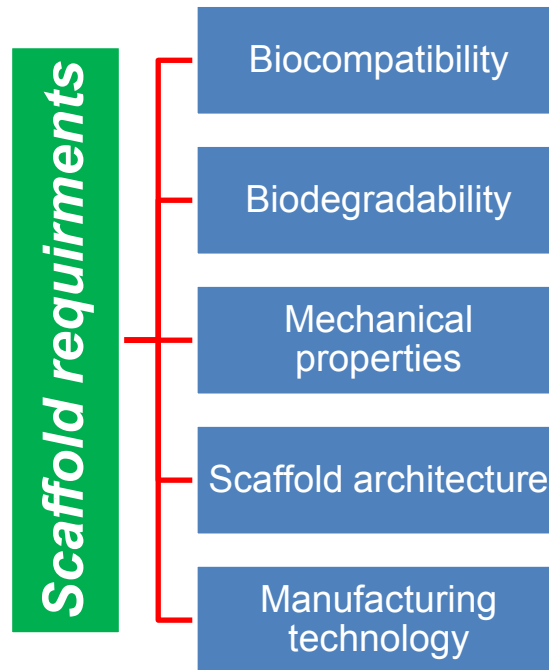 Scaffold requirments
Biocompatibility
Biodegradability
Mechanical
properties
Scaffold architecture
Manufacturing
technology